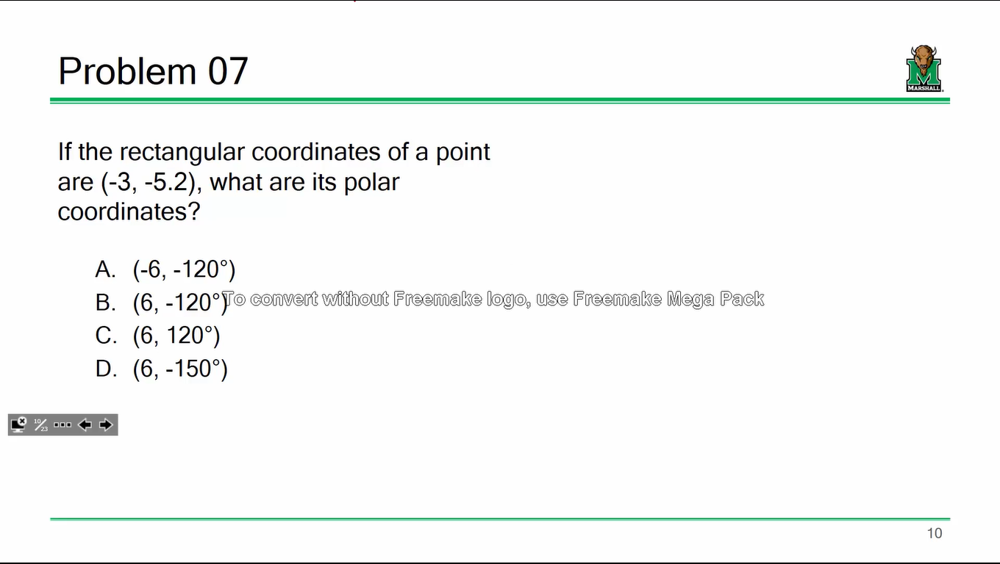 Problem 07
M
MARSHALL
If the rectangular coordinates of a point
are (-3, -5.2), what are its polar
coordinates?
A. (-6, -120°)
B. (6, -120°)
To convert without Freemake logo, use Freemake Mega Pack
C. (6, 120°)
D. (6, -150°)
10/23
10